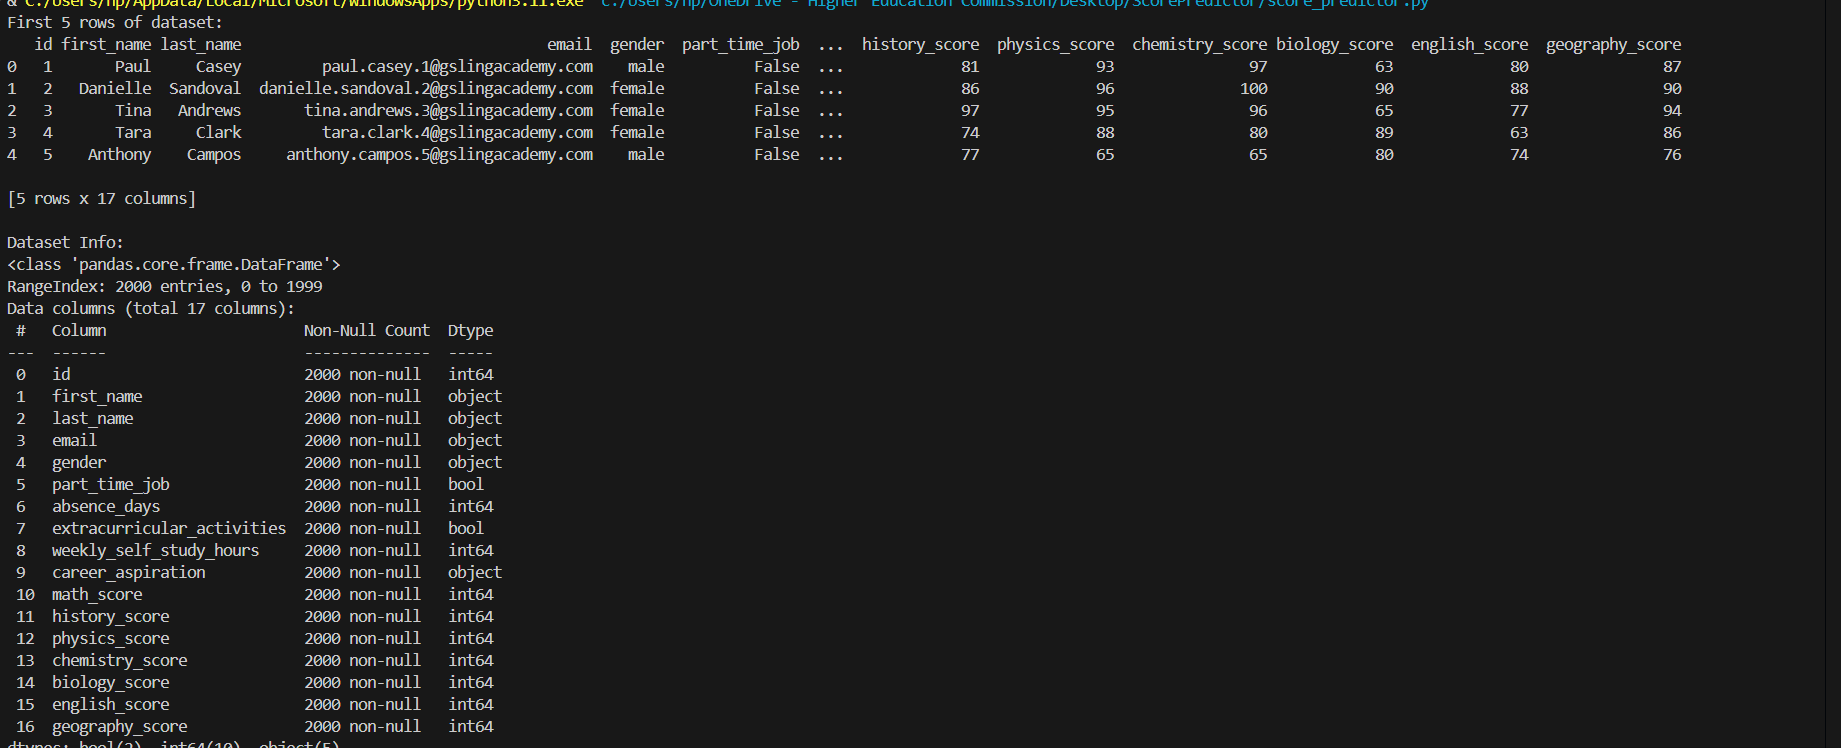 & C:/Users/hp/AppData/Local/Microsoft/WindowsApps/python3.11.exe "c:/Users/hp/OneDrive - Higher Education Commission/Desktop/ScorePredictor/score_predictor.py"
First 5 rows of dataset:
   id first_name last_name                                email  gender  part_time_job  ...  history_score  physics_score  chemistry_score biology_score  english_score  geography_score
0   1       Paul     Casey         paul.casey.1@gslingacademy.com    male          False  ...             81             93               97            63             80               87
1   2   Danielle  Sandoval  danielle.sandoval.2@gslingacademy.com  female          False  ...             86             96              100            90             88               90
2   3       Tina   Andrews       tina.andrews.3@gslingacademy.com  female          False  ...             97             95               96            65             77               94
3   4       Tara     Clark         tara.clark.4@gslingacademy.com  female          False  ...             74             88               80            89             63               86
4   5    Anthony    Campos     anthony.campos.5@gslingacademy.com    male          False  ...             77             65               65            80             74               76
[5 rows x 17 columns]
Dataset Info:
<class 'pandas.core.frame.DataFrame'>
RangeIndex: 2000 entries, 0 to 1999
Data columns (total 17 columns):
 #   Column                      Non-Null Count  Dtype
---  ------                      --------------  -----
 0   id                          2000 non-null   int64
 1   first_name                  2000 non-null   object
 2   last_name                   2000 non-null   object
 3   email                       2000 non-null   object
 4   gender                      2000 non-null   object
 5   part_time_job               2000 non-null   bool
 6   absence_days                2000 non-null   int64
 7   extracurricular_activities  2000 non-null   bool
 8   weekly_self_study_hours     2000 non-null   int64
 9   career_aspiration           2000 non-null   object
 10  math_score                  2000 non-null   int64
 11  history_score               2000 non-null   int64
 12  physics_score               2000 non-null   int64
 13  chemistry_score             2000 non-null   int64
 14  biology_score               2000 non-null   int64
 15  english_score               2000 non-null   int64
 16  geography_score             2000 non-null   int64
dtypes: bool(2), int64(10), object(5)